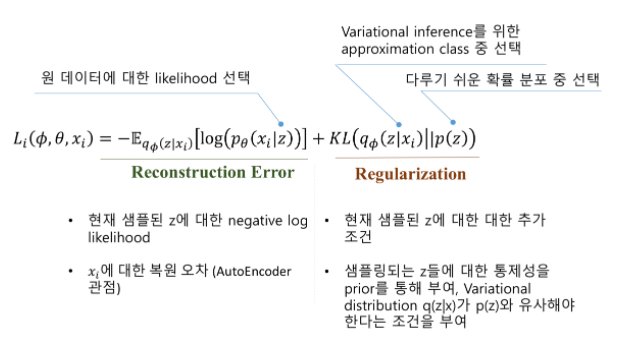 Variational inference를 위한
approximation class 중 선택
원 데이터에 대한 likelihood 선택
다루기 쉬운 확률 분포 중 선택
L_i(ϕ, θ, x_i) = −𝔼_{q_ϕ(z|x_i)}[log(p_θ(x_i|z))] + KL(q_ϕ(z|x_i)||p(z))
Reconstruction Error
Regularization
• 현재 샘플된 z에 대한 negative log
likelihood
• x_i에 대한 복원 오차 (AutoEncoder
관점)
• 현재 샘플된 z에 대한 대한 추가
조건
• 샘플링되는 z들에 대한 통제성을
prior를 통해 부여, Variational
distribution q(z|x)가 p(z)와 유사해야
한다는 조건을 부여